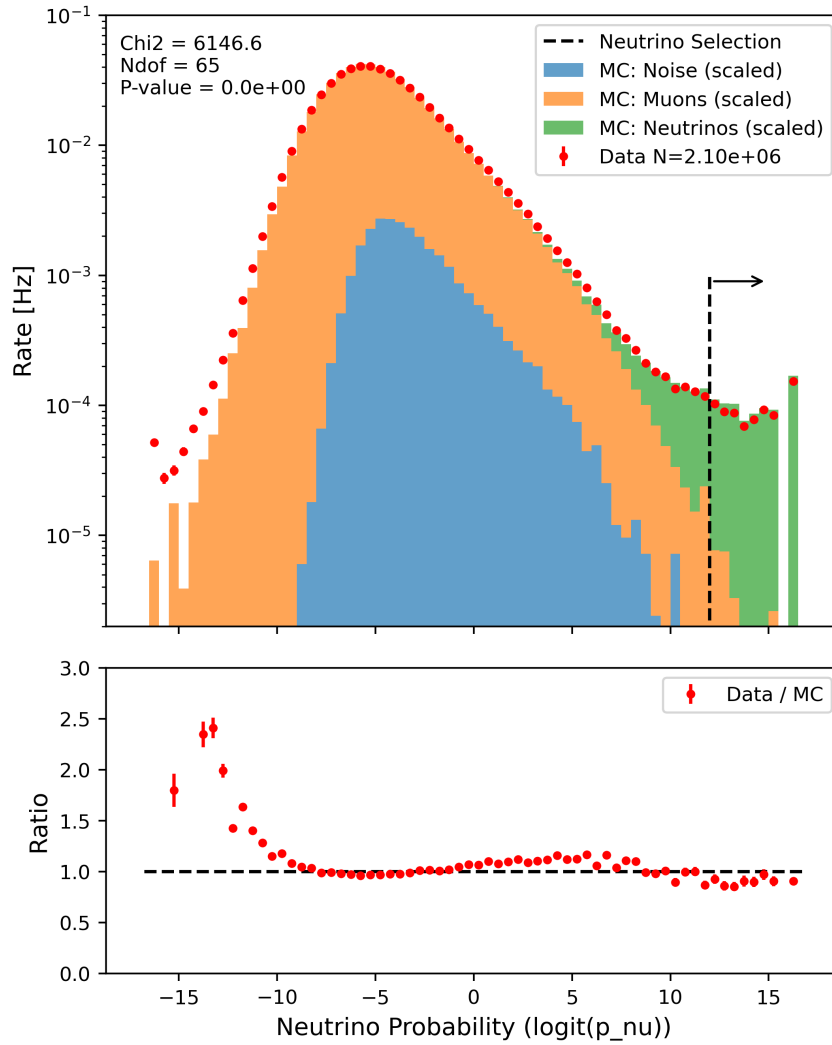 Chi2 = 6146.6
Ndof = 65
P-value = 0.0e+00
Neutrino Selection
MC: Noise (scaled)
MC: Muons (scaled)
MC: Neutrinos (scaled)
Data N=2.10e+06
Rate [Hz]
10⁻¹
10⁻²
10⁻³
10⁻⁴
10⁻⁵
Data / MC
Ratio
3.0
2.5
2.0
1.5
1.0
0.5
0.0
−15 −10 −5 0 5 10 15
Neutrino Probability (logit(p_nu))